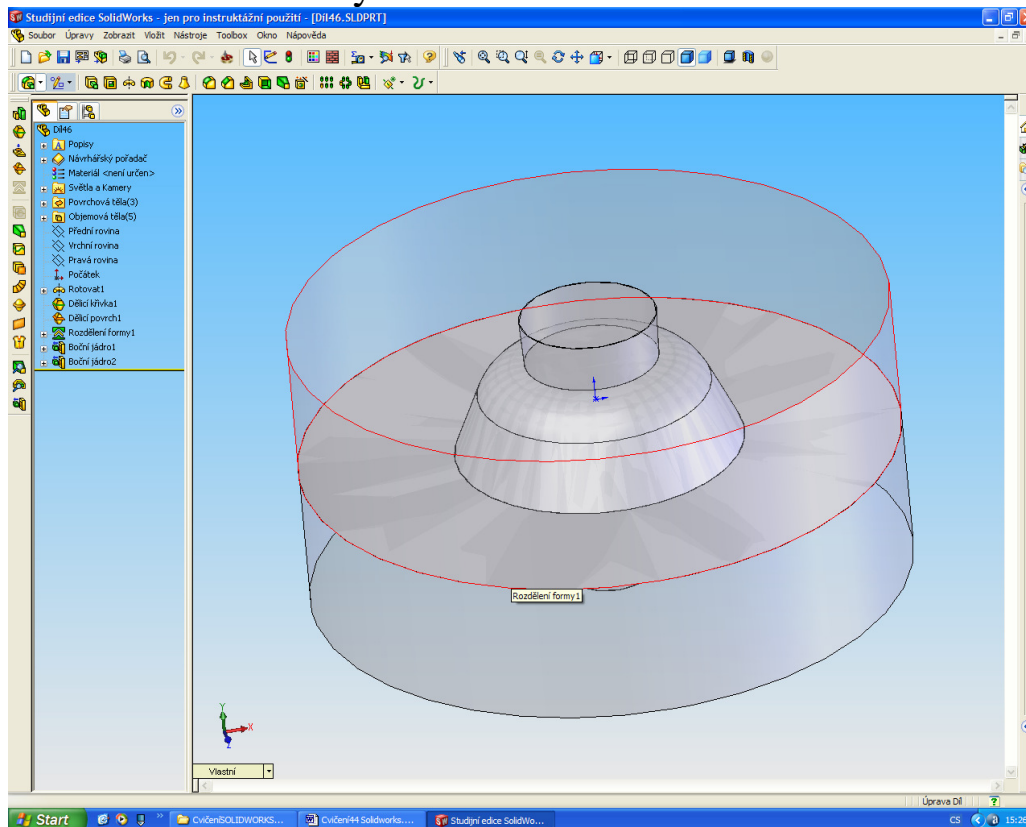 Studijní edice SolidWorks - jen pro instruktážní použití - [Díl46.SLDPRT]
Soubor Úpravy Zobrazit Vložit Nástroje Toolbox Okno Nápověda
Díl46
Popisy
Návrhářský pořadač
Materiál <není určen>
Světla a Kamery
Povrchová těla(3)
Objemová těla(5)
Přední rovina
Vrchní rovina
Pravá rovina
Počátek
Rotovat1
Dělicí křivka1
Dělicí povrch1
Rozdělení formy1
Boční jádro1
Boční jádro2
Rozdělení formy1
Y
X
Z
Vlastní
Úprava Díl
Start
CvičeníSOLIDWORKS...
Cvičení44 Solidworks....
Studijní edice SolidWo...
CS
15:26